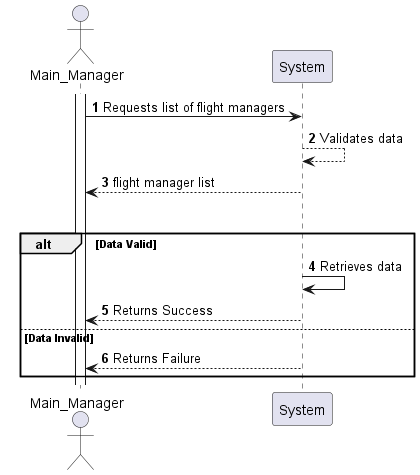 Main_Manager
System
1 Requests list of flight managers
2 Validates data
3 flight manager list
alt [Data Valid]
4 Retrieves data
5 Returns Success
[Data Invalid]
6 Returns Failure
Main_Manager
System